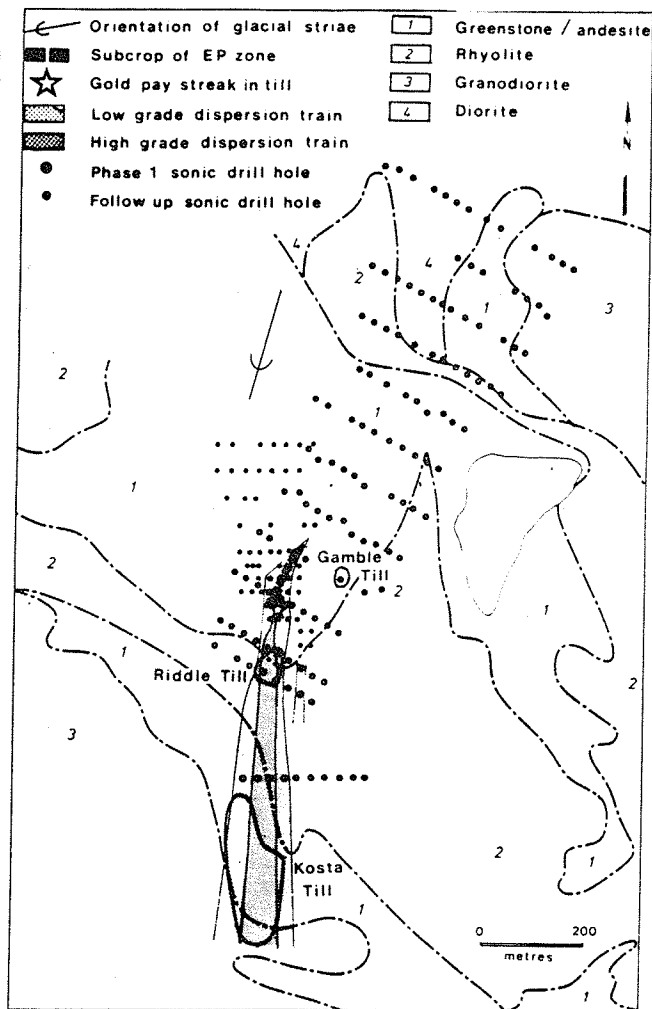 Orientation of glacial striae
Subcrop of EP zone
Gold pay streak in till
Low grade dispersion train
High grade dispersion train
Phase 1 sonic drill hole
Follow up sonic drill hole
1 Greenstone / andesite
2 Rhyolite
3 Granodiorite
4 Diorite
N
4
2
4
1
3
2
1
1
Gamble
Till
2
2
1
1
Riddle Till
2
3
2
1
Kosta
Till
1
0 200
metres
1